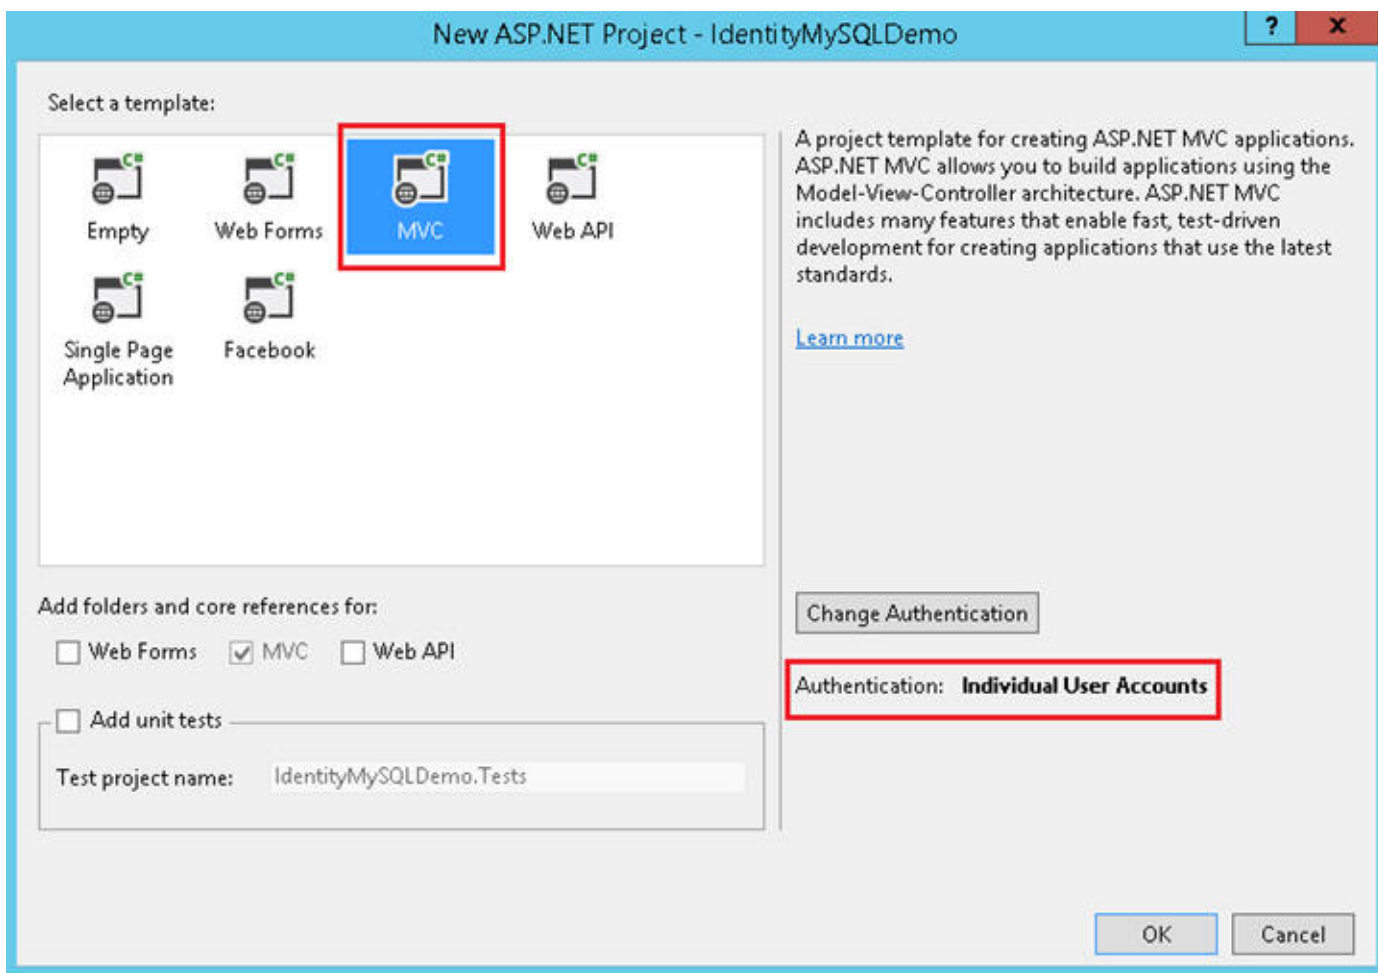 New ASP.NET Project - IdentityMySQLDemo
?
X
Select a template:
C#
C#
C#
C#
Empty
Web Forms
MVC
Web API
C#
C#
Single Page
Application
Facebook
A project template for creating ASP.NET MVC applications.
ASP.NET MVC allows you to build applications using the
Model-View-Controller architecture. ASP.NET MVC
includes many features that enable fast, test-driven
development for creating applications that use the latest
standards.
Learn more
Add folders and core references for:
Web Forms
MVC
Web API
Change Authentication
Authentication: Individual User Accounts
Add unit tests
Test project name:
IdentityMySQLDemo.Tests
OK
Cancel